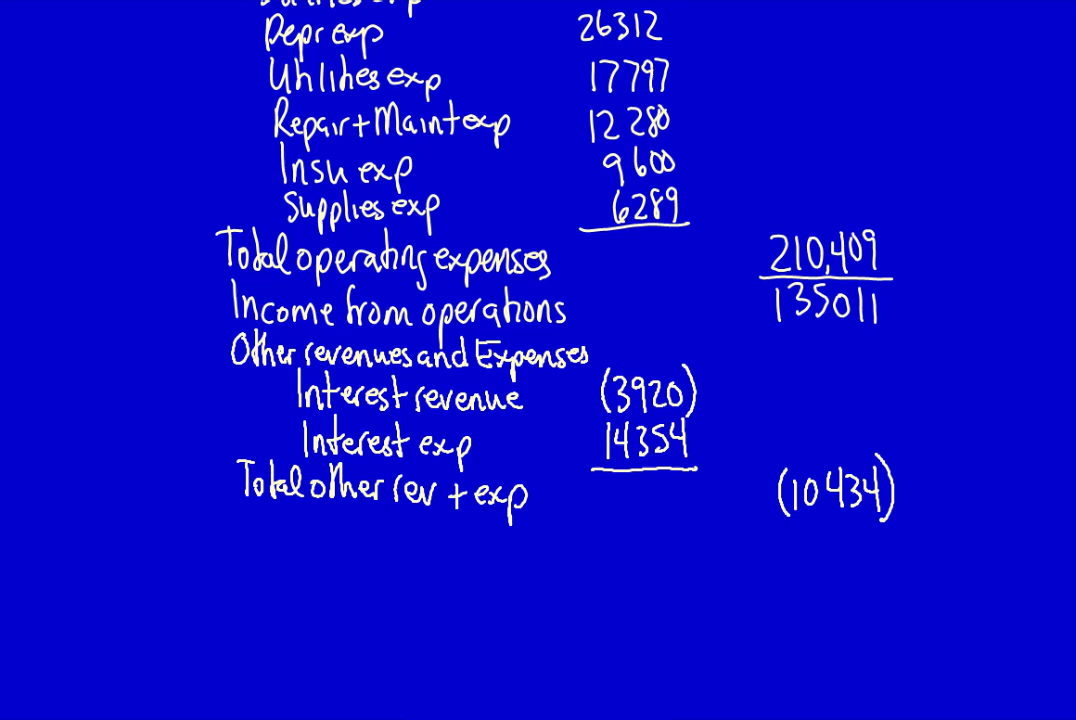 Depr exp 26312
Utilities exp 17797
Repair + Maint exp 12280
Insu exp 9600
Supplies exp 6289
Total operating expenses 210,409
Income from operations 135011
Other revenues and Expenses
Interest revenue (3920)
Interest exp 14354
Total other rev + exp (10434)